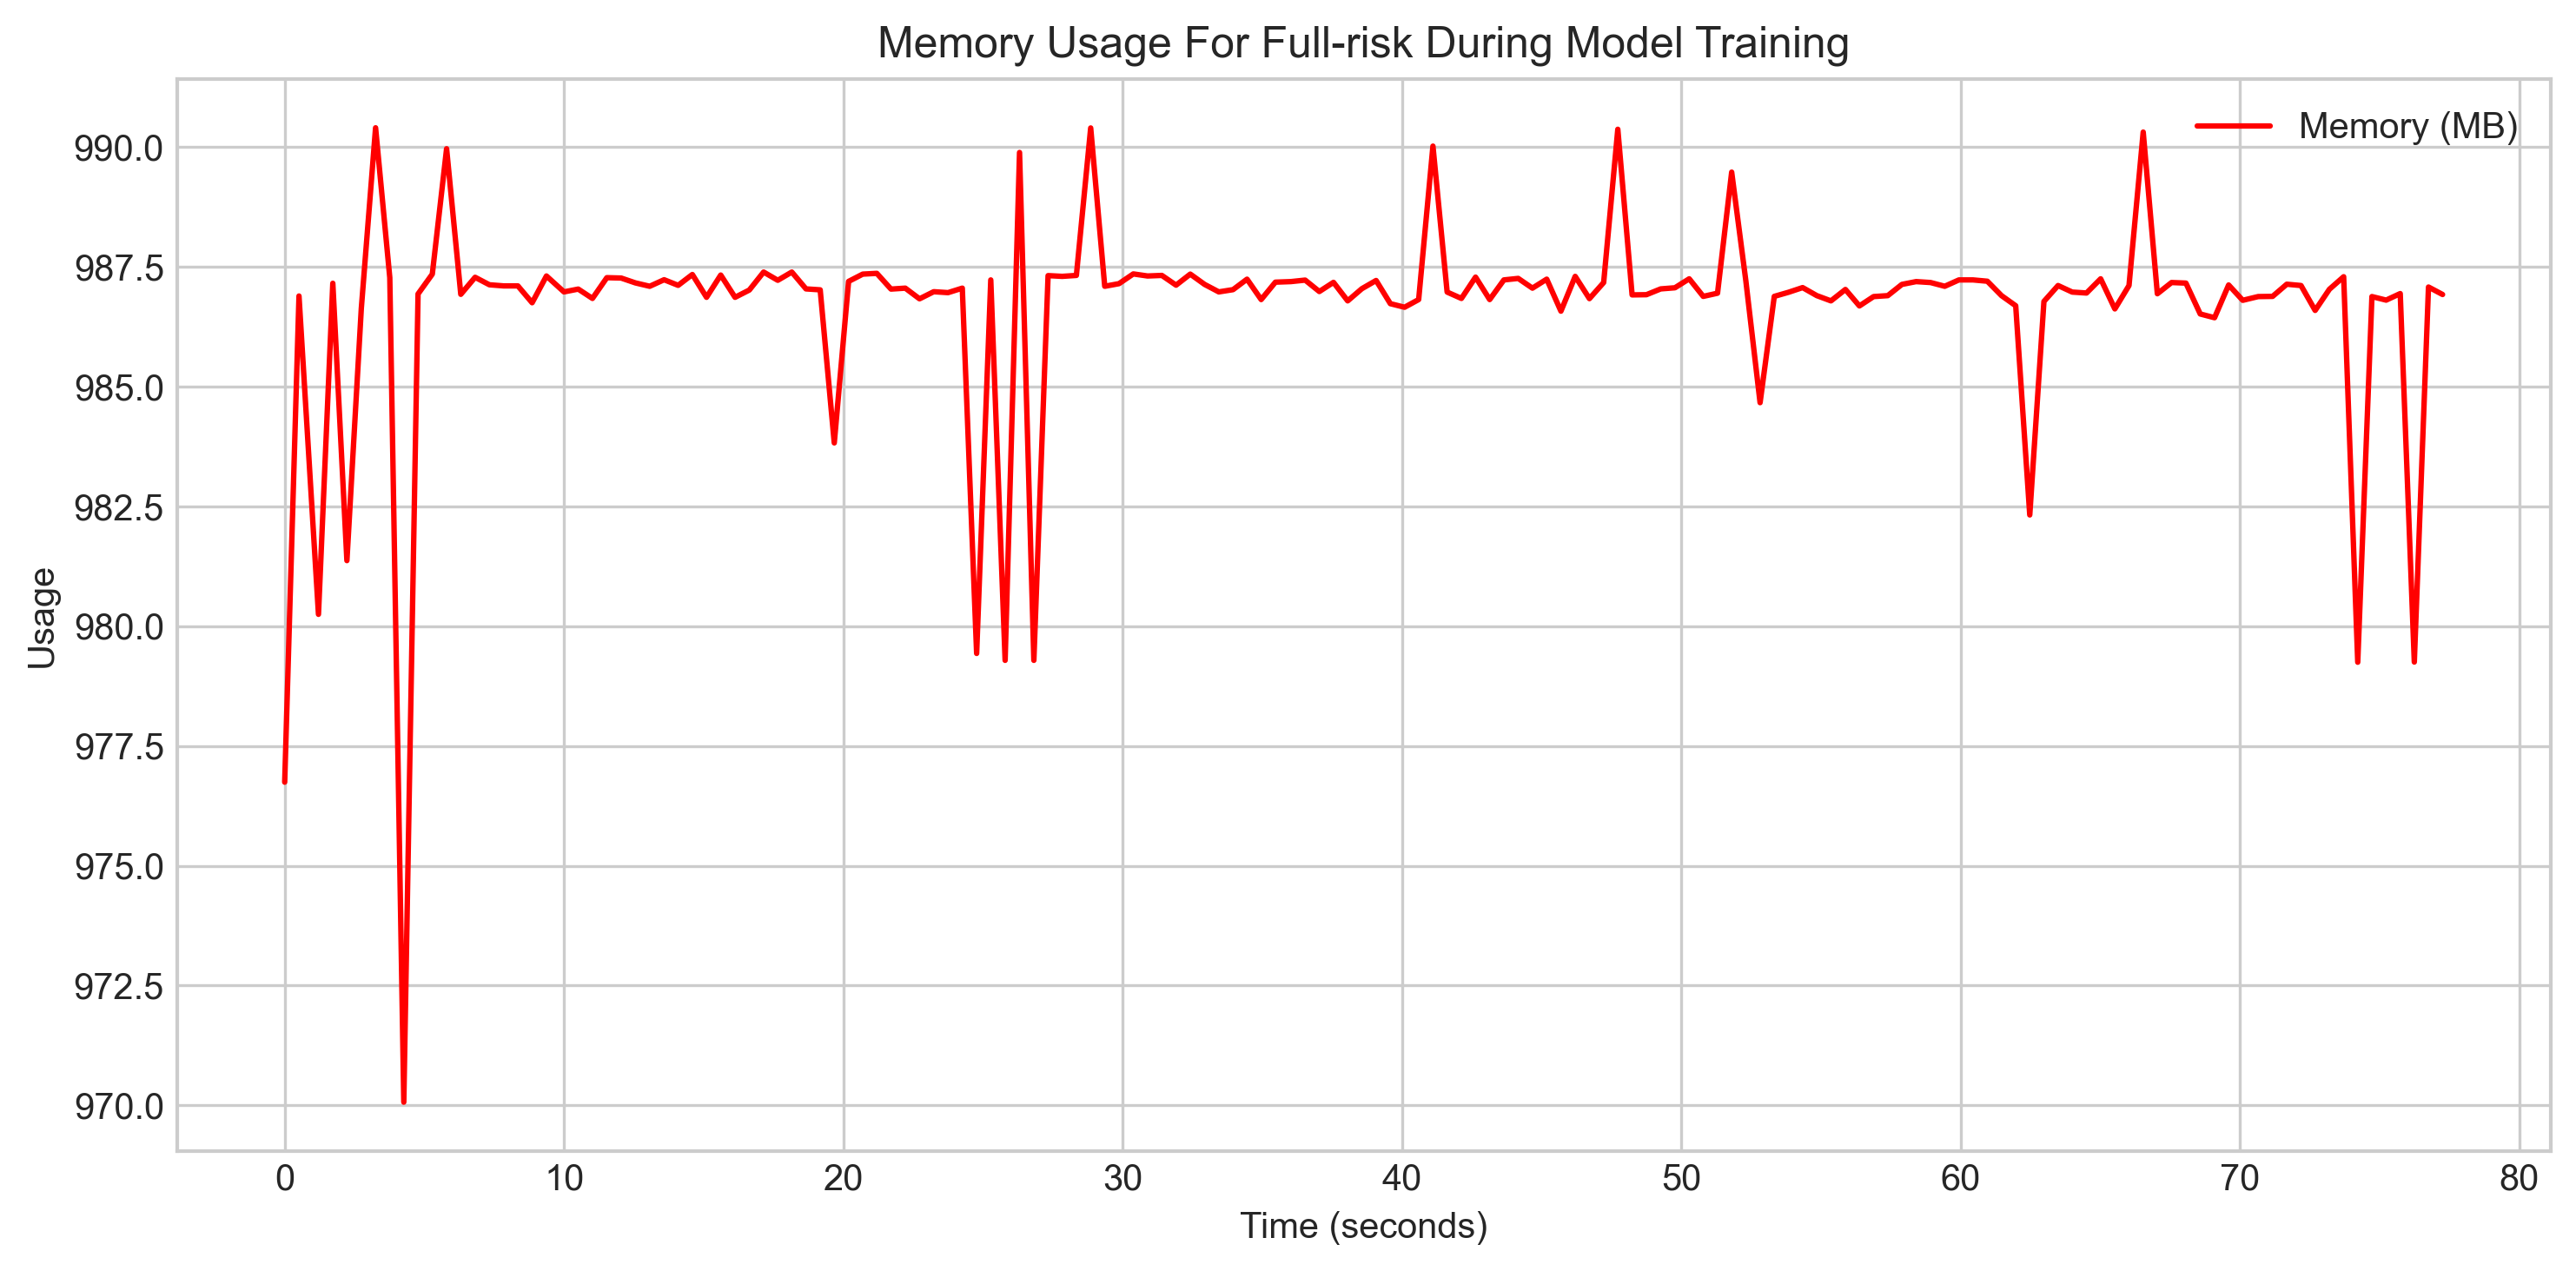 Memory Usage For Full-risk During Model Training
Memory (MB)
990.0
987.5
985.0
982.5
980.0
977.5
975.0
972.5
970.0
Usage
0 10 20 30 40 50 60 70 80
Time (seconds)